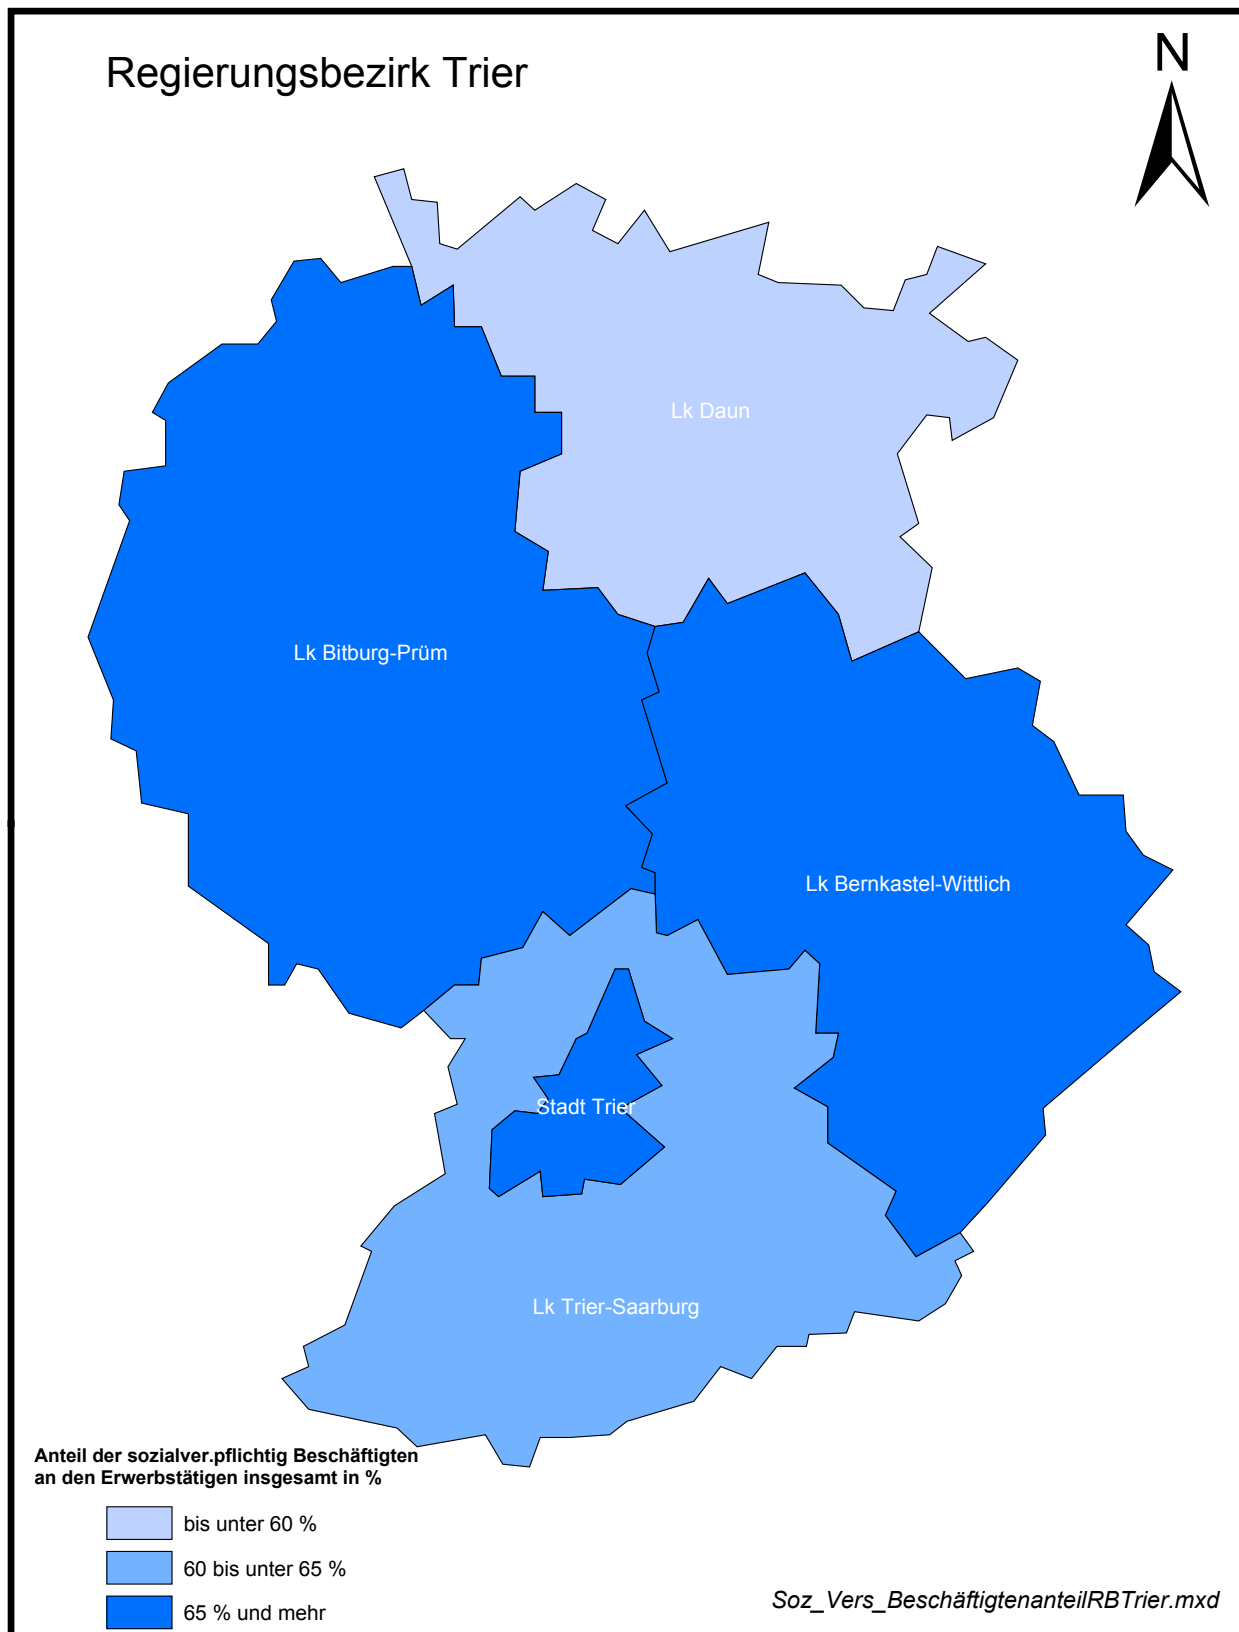 Regierungsbezirk Trier
N
Lk Daun
Lk Bitburg-Prüm
Lk Bernkastel-Wittlich
Stadt Trier
Lk Trier-Saarburg
Anteil der sozialver.pflichtig Beschäftigten
an den Erwerbstätigen insgesamt in %
bis unter 60 %
60 bis unter 65 %
65 % und mehr
Soz_Vers_BeschäftigtenanteilRBTrier.mxd